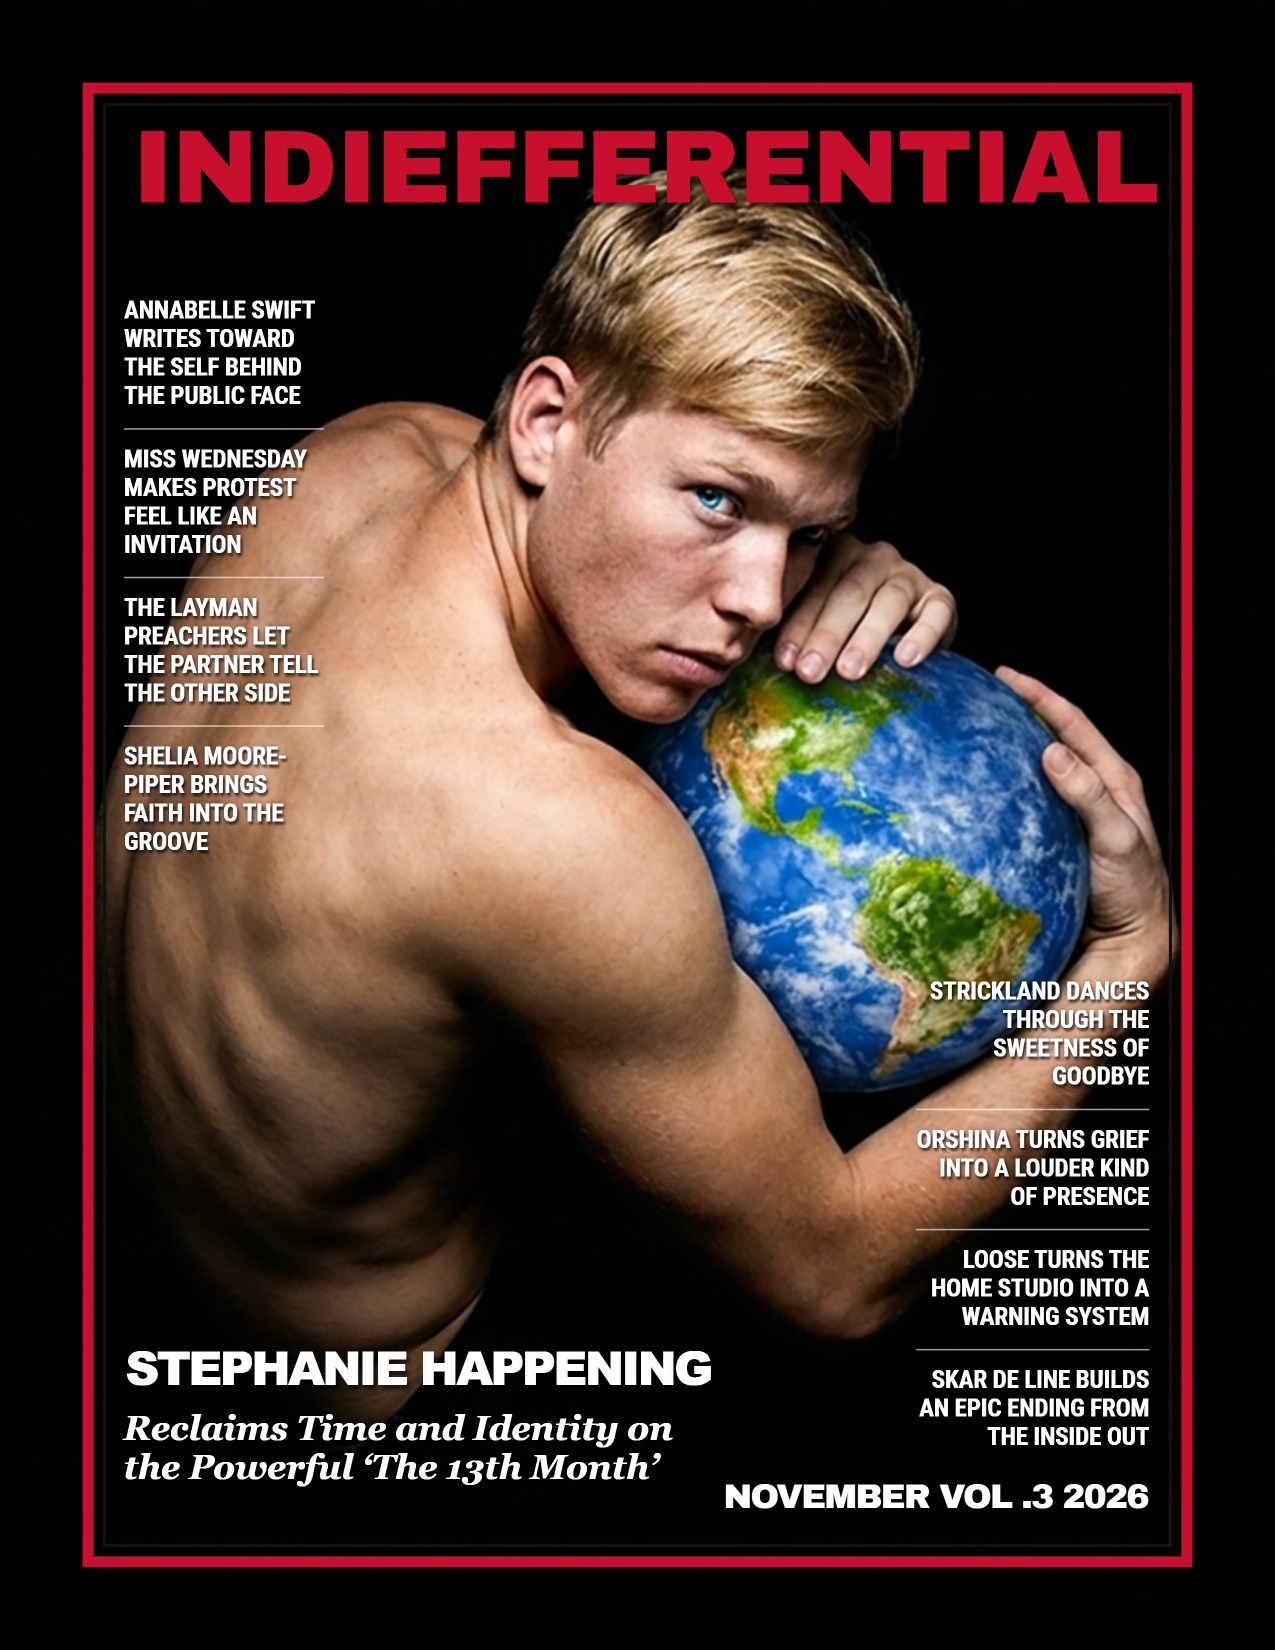 INDIEFFERENTIAL
ANNABELLE SWIFT
WRITES TOWARD
THE SELF BEHIND
THE PUBLIC FACE
MISS WEDNESDAY
MAKES PROTEST
FEEL LIKE AN
INVITATION
THE LAYMAN
PREACHERS LET
THE PARTNER TELL
THE OTHER SIDE
SHELIA MOORE-
PIPER BRINGS
FAITH INTO THE
GROOVE
STRICKLAND DANCES
THROUGH THE
SWEETNESS OF
GOODBYE
ORSHINA TURNS GRIEF
INTO A LOUDER KIND
OF PRESENCE
LOOSE TURNS THE
HOME STUDIO INTO A
WARNING SYSTEM
SKAR DE LINE BUILDS
AN EPIC ENDING FROM
THE INSIDE OUT
STEPHANIE HAPPENING
Reclaims Time and Identity on
the Powerful ‘The 13th Month’
NOVEMBER VOL .3 2026